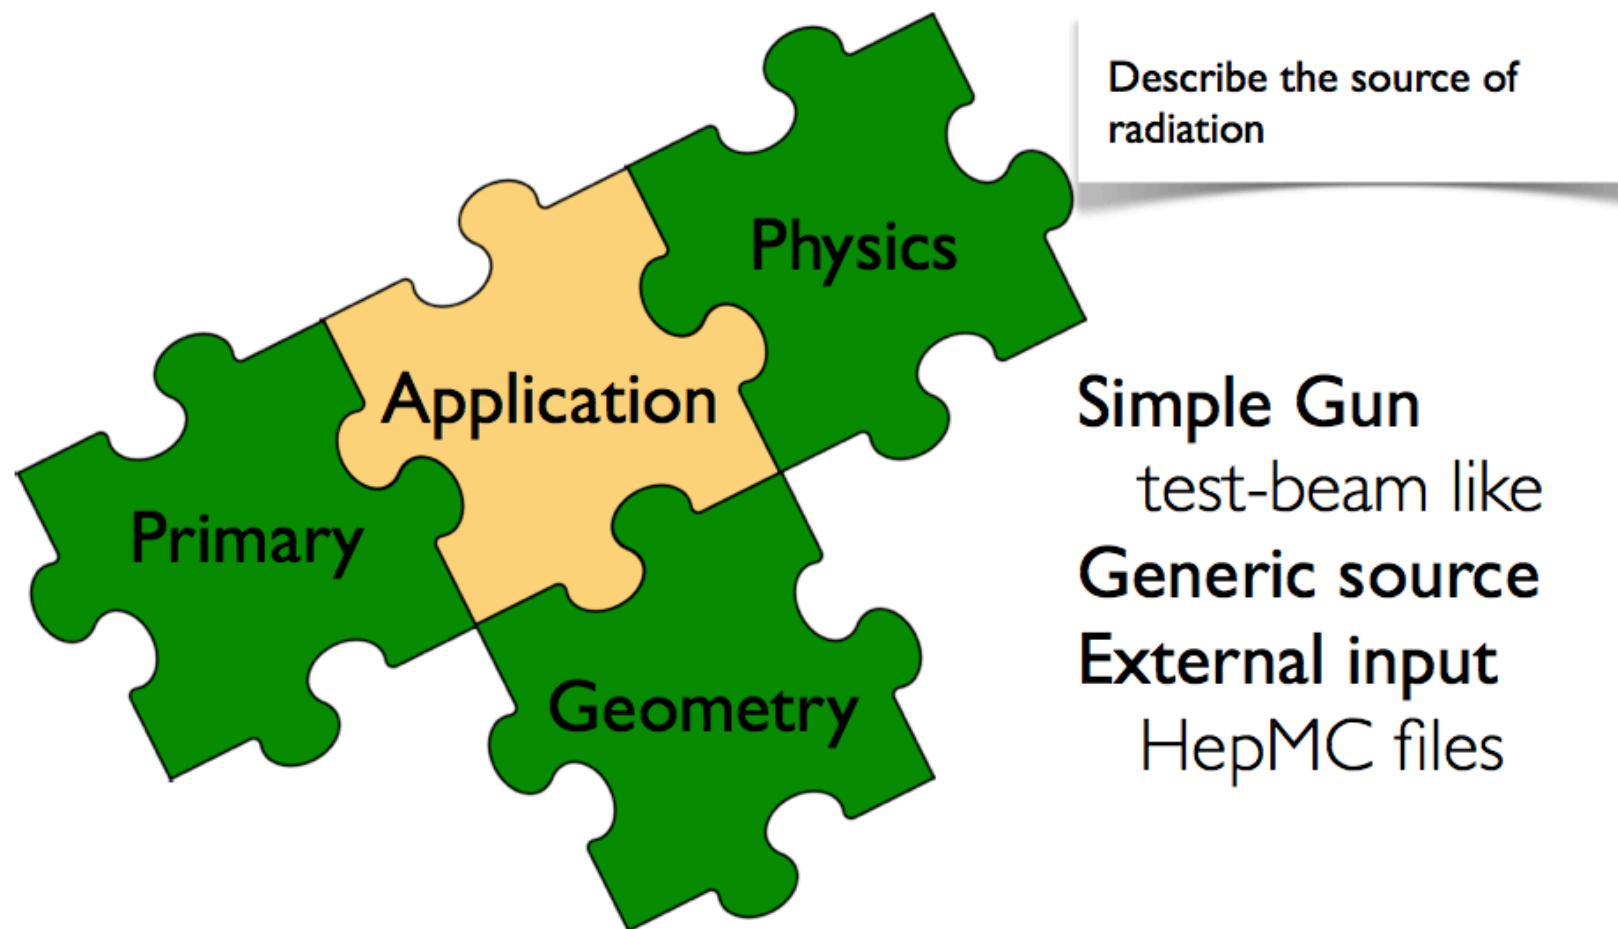 Describe the source of
radiation
Physics
Application
Primary
Geometry
Simple Gun
test-beam like
Generic source
External input
HepMC files